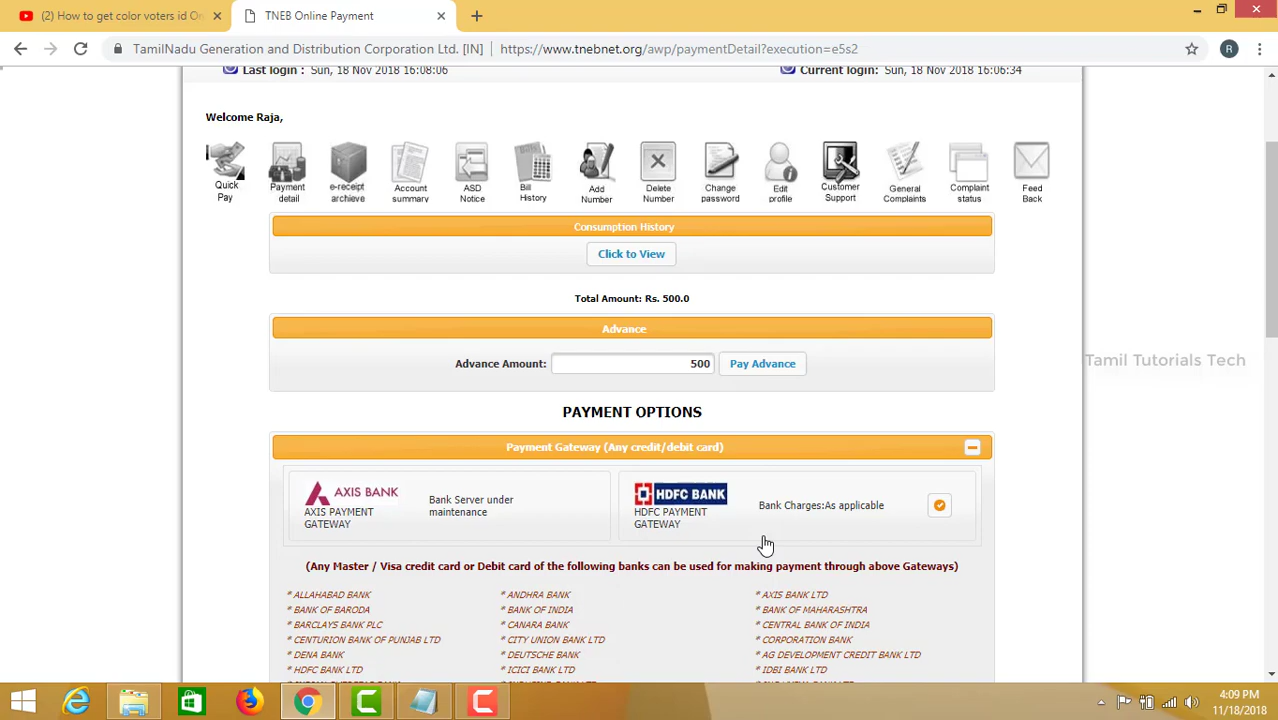 (2) How to get color voters id On
TNEB Online Payment
TamilNadu Generation and Distribution Corporation Ltd. [IN] | https://www.tnebnet.org/awp/paymentDetail?execution=e5s2
R
Last login : Sun, 18 Nov 2018 16:08:06
Current login: Sun, 18 Nov 2018 16:06:34
Welcome Raja,
Quick Pay
Payment detail
e-receipt archieve
Account summary
ASD Notice
Bill History
Add Number
Delete Number
Change password
Edit profile
Customer Support
General Complaints
Complaint status
Feed Back
Consumption History
Click to View
Total Amount: Rs. 500.0
Advance
Advance Amount: 500 Pay Advance
Tamil Tutorials Tech
PAYMENT OPTIONS
Payment Gateway (Any credit/debit card)
AXIS BANK
AXIS PAYMENT
GATEWAY
Bank Server under
maintenance
HDFC BANK
HDFC PAYMENT
GATEWAY
Bank Charges:As applicable
(Any Master / Visa credit card or Debit card of the following banks can be used for making payment through above Gateways)
* ALLAHABAD BANK * ANDHRA BANK * AXIS BANK LTD
* BANK OF BARODA * BANK OF INDIA * BANK OF MAHARASHTRA
* BARCLAYS BANK PLC * CANARA BANK * CENTRAL BANK OF INDIA
* CENTURION BANK OF PUNJAB LTD * CITY UNION BANK LTD * CORPORATION BANK
* DENA BANK * DEUTSCHE BANK * AG DEVELOPMENT CREDIT BANK LTD
* HDFC BANK LTD * ICICI BANK LTD * IDBI BANK LTD
4:09 PM
11/18/2018